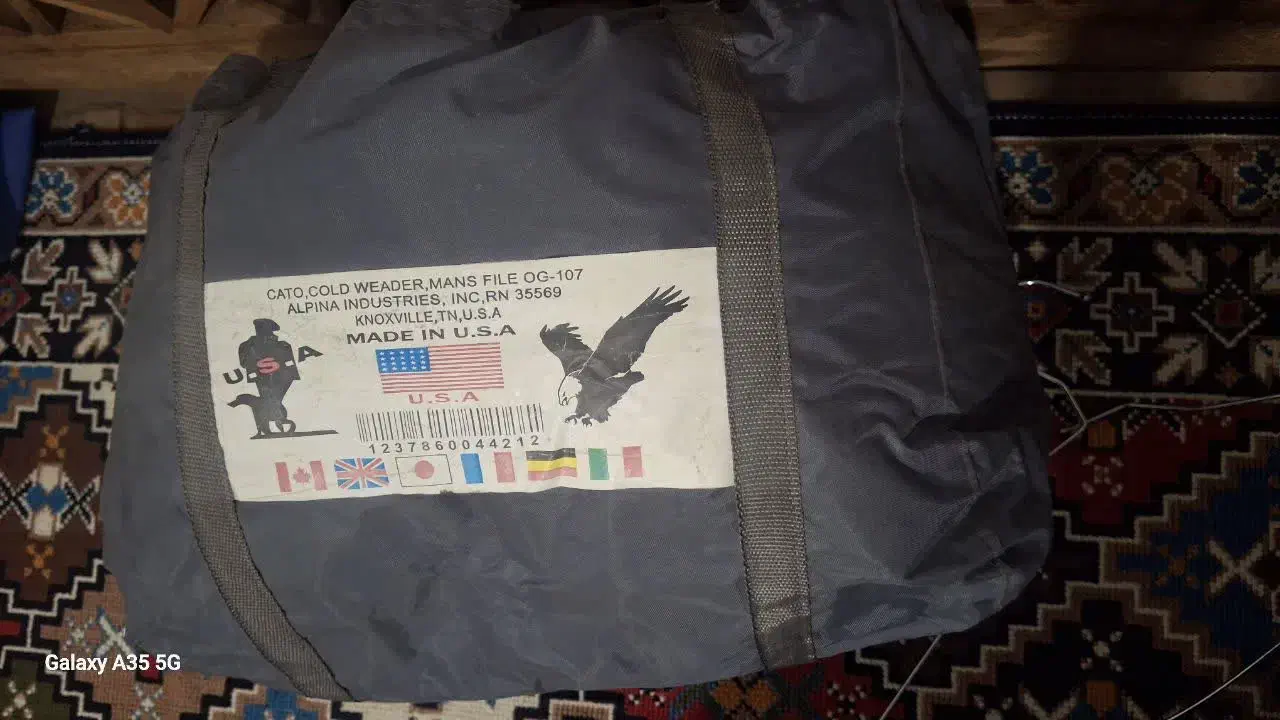 CATO,COLD WEADER,MANS FILE OG-107
ALPINA INDUSTRIES, INC,RN 35569
KNOXVILLE,TN,U.S.A
MADE IN U.S.A
U.S.A
U.S.A
1237860044212
Galaxy A35 5G